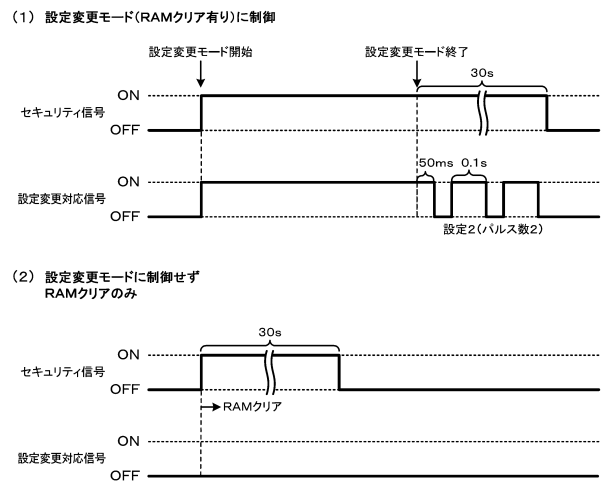 （１） 設定変更モード（ＲＡＭクリア有り）に制御
設定変更モード開始
設定変更モード終了
30s
ON
セキュリティ信号
OFF
50ms
0.1s
ON
設定変更対応信号
OFF
設定２（パルス数２）
（２） 設定変更モードに制御せず
ＲＡＭクリアのみ
30s
ON
セキュリティ信号
OFF
RAMクリア
ON
設定変更対応信号
OFF